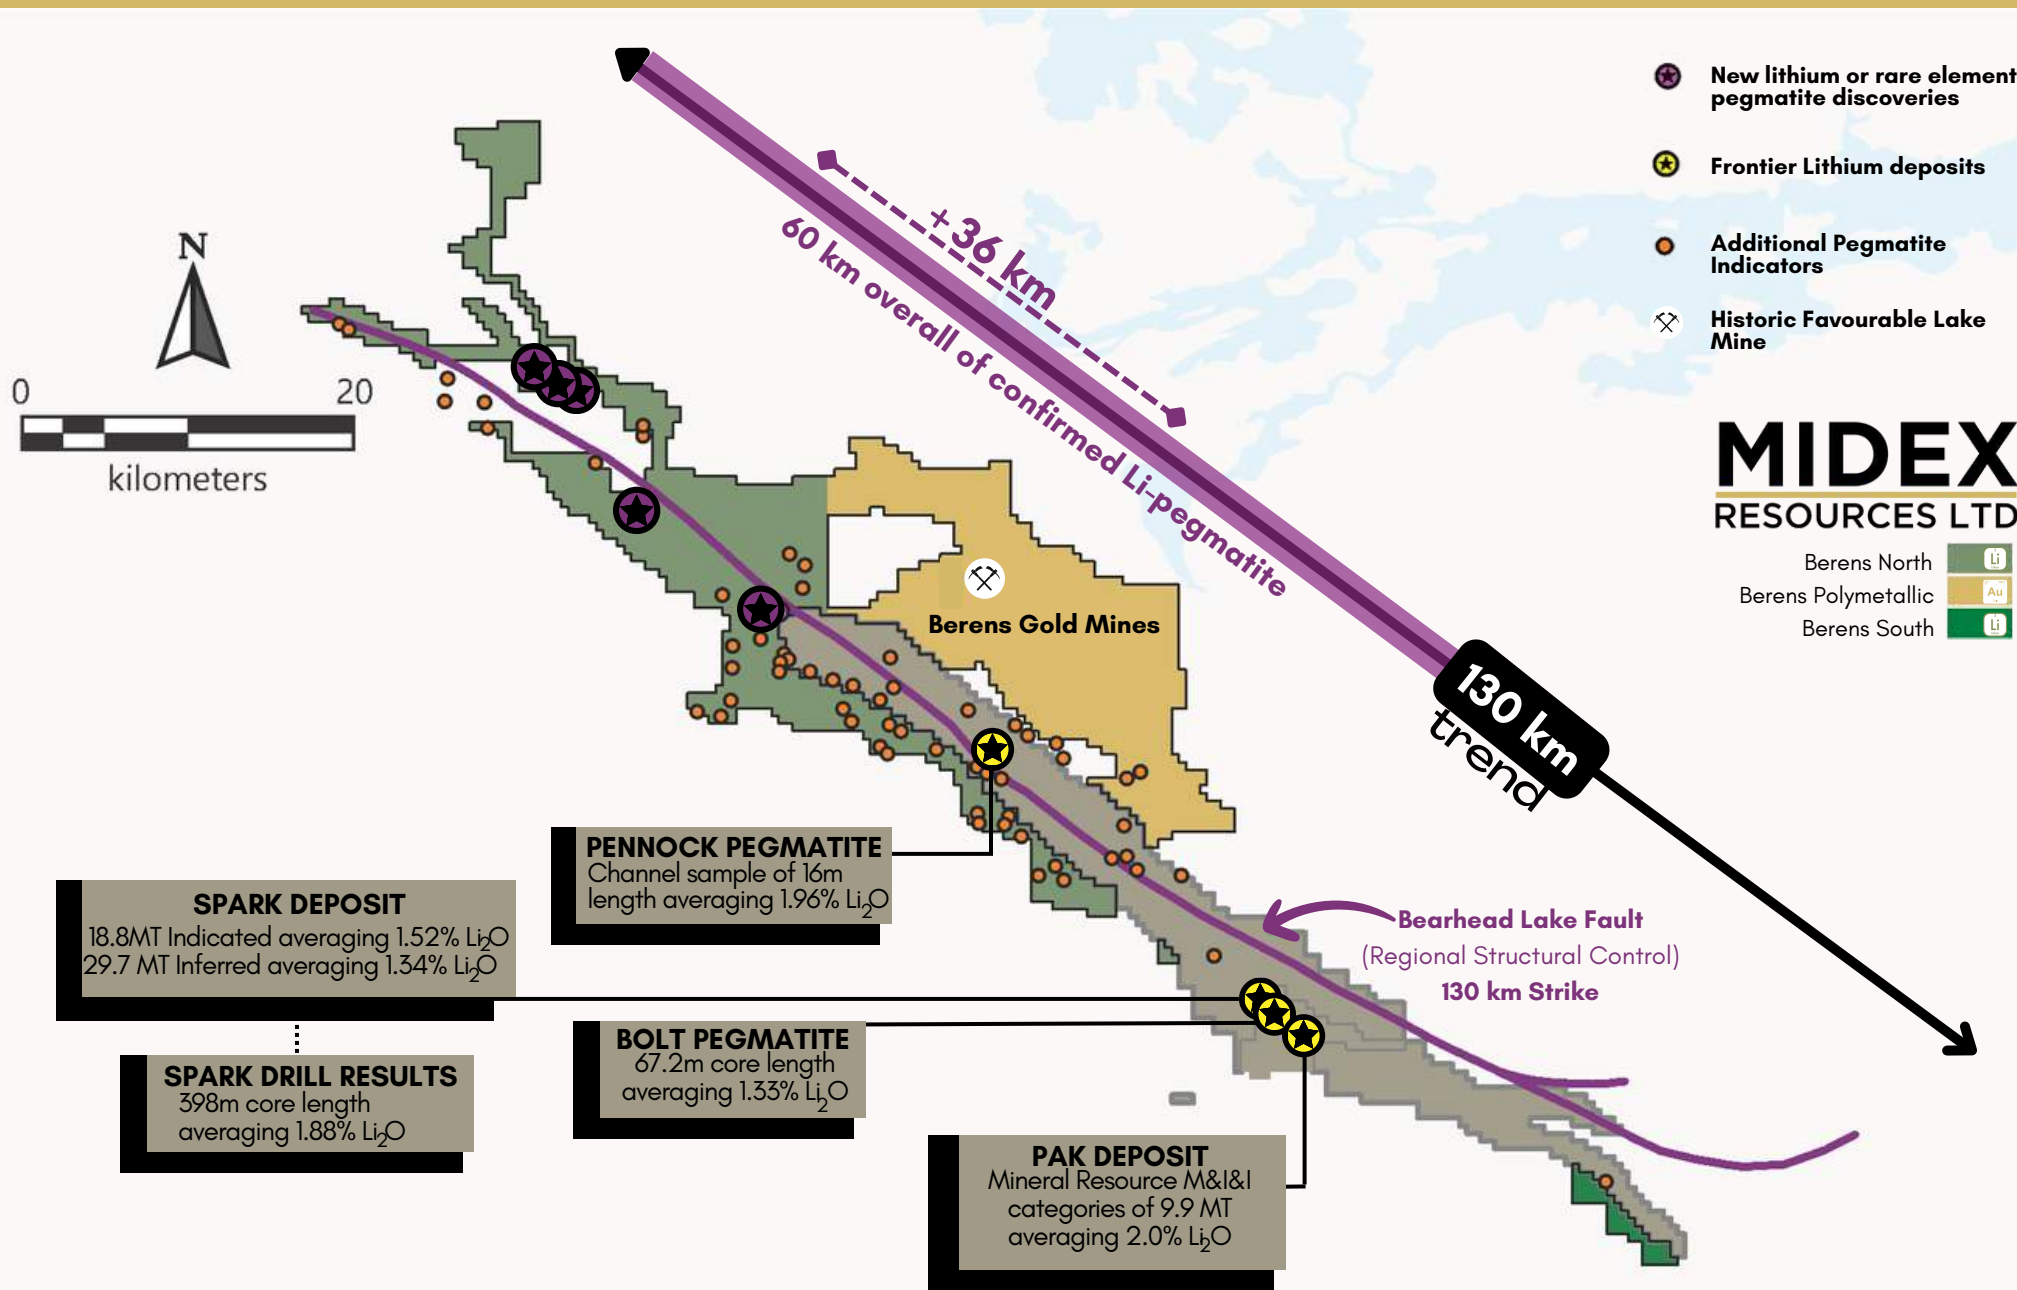 New lithium or rare element
pegmatite discoveries
Frontier Lithium deposits
Additional Pegmatite
Indicators
Historic Favourable Lake
Mine
MIDEX
RESOURCES LTD
Berens North
Li
Berens Polymetallic
Au
Berens South
Li
N
0
20
kilometers
+36 km
60 km overall of confirmed Li-pegmatite
130 km
trend
Berens Gold Mines
PENNOCK PEGMATITE
Channel sample of 16m
length averaging 1.96% Li₂O
SPARK DEPOSIT
18.8MT Indicated averaging 1.52% Li₂O
29.7 MT Inferred averaging 1.34% Li₂O
SPARK DRILL RESULTS
398m core length
averaging 1.88% Li₂O
BOLT PEGMATITE
67.2m core length
averaging 1.33% Li₂O
PAK DEPOSIT
Mineral Resource M&I&I
categories of 9.9 MT
averaging 2.0% Li₂O
Bearhead Lake Fault
(Regional Structural Control)
130 km Strike